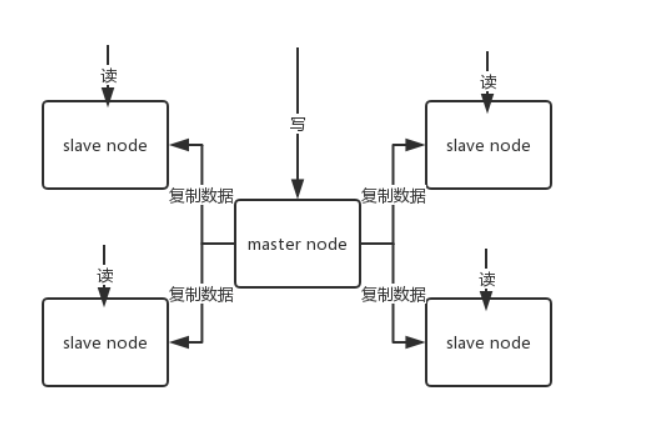 读
写
读
slave node
slave node
复制数据
复制数据
master node
读
读
复制数据
复制数据
slave node
slave node